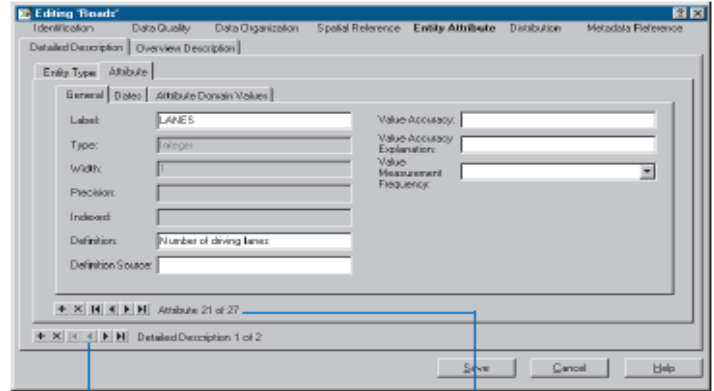 Editing "Roads"
Identification Data Quality Data Organization Spatial Reference Entity Attribute Distribution Metadata Reference
Detailed Description Overview Description
Entity Type Attribute
General Dates Attribute Domain Values
Label: LANES Value Accuracy:
Type: Integer Value Accuracy Explanation:
Width: 1 Value Measurement Frequency:
Precision:
Indexed:
Definition: Number of driving lanes
Definition Source:
Attribute 21 of 27
Detailed Description 1 of 2
Save Cancel Help